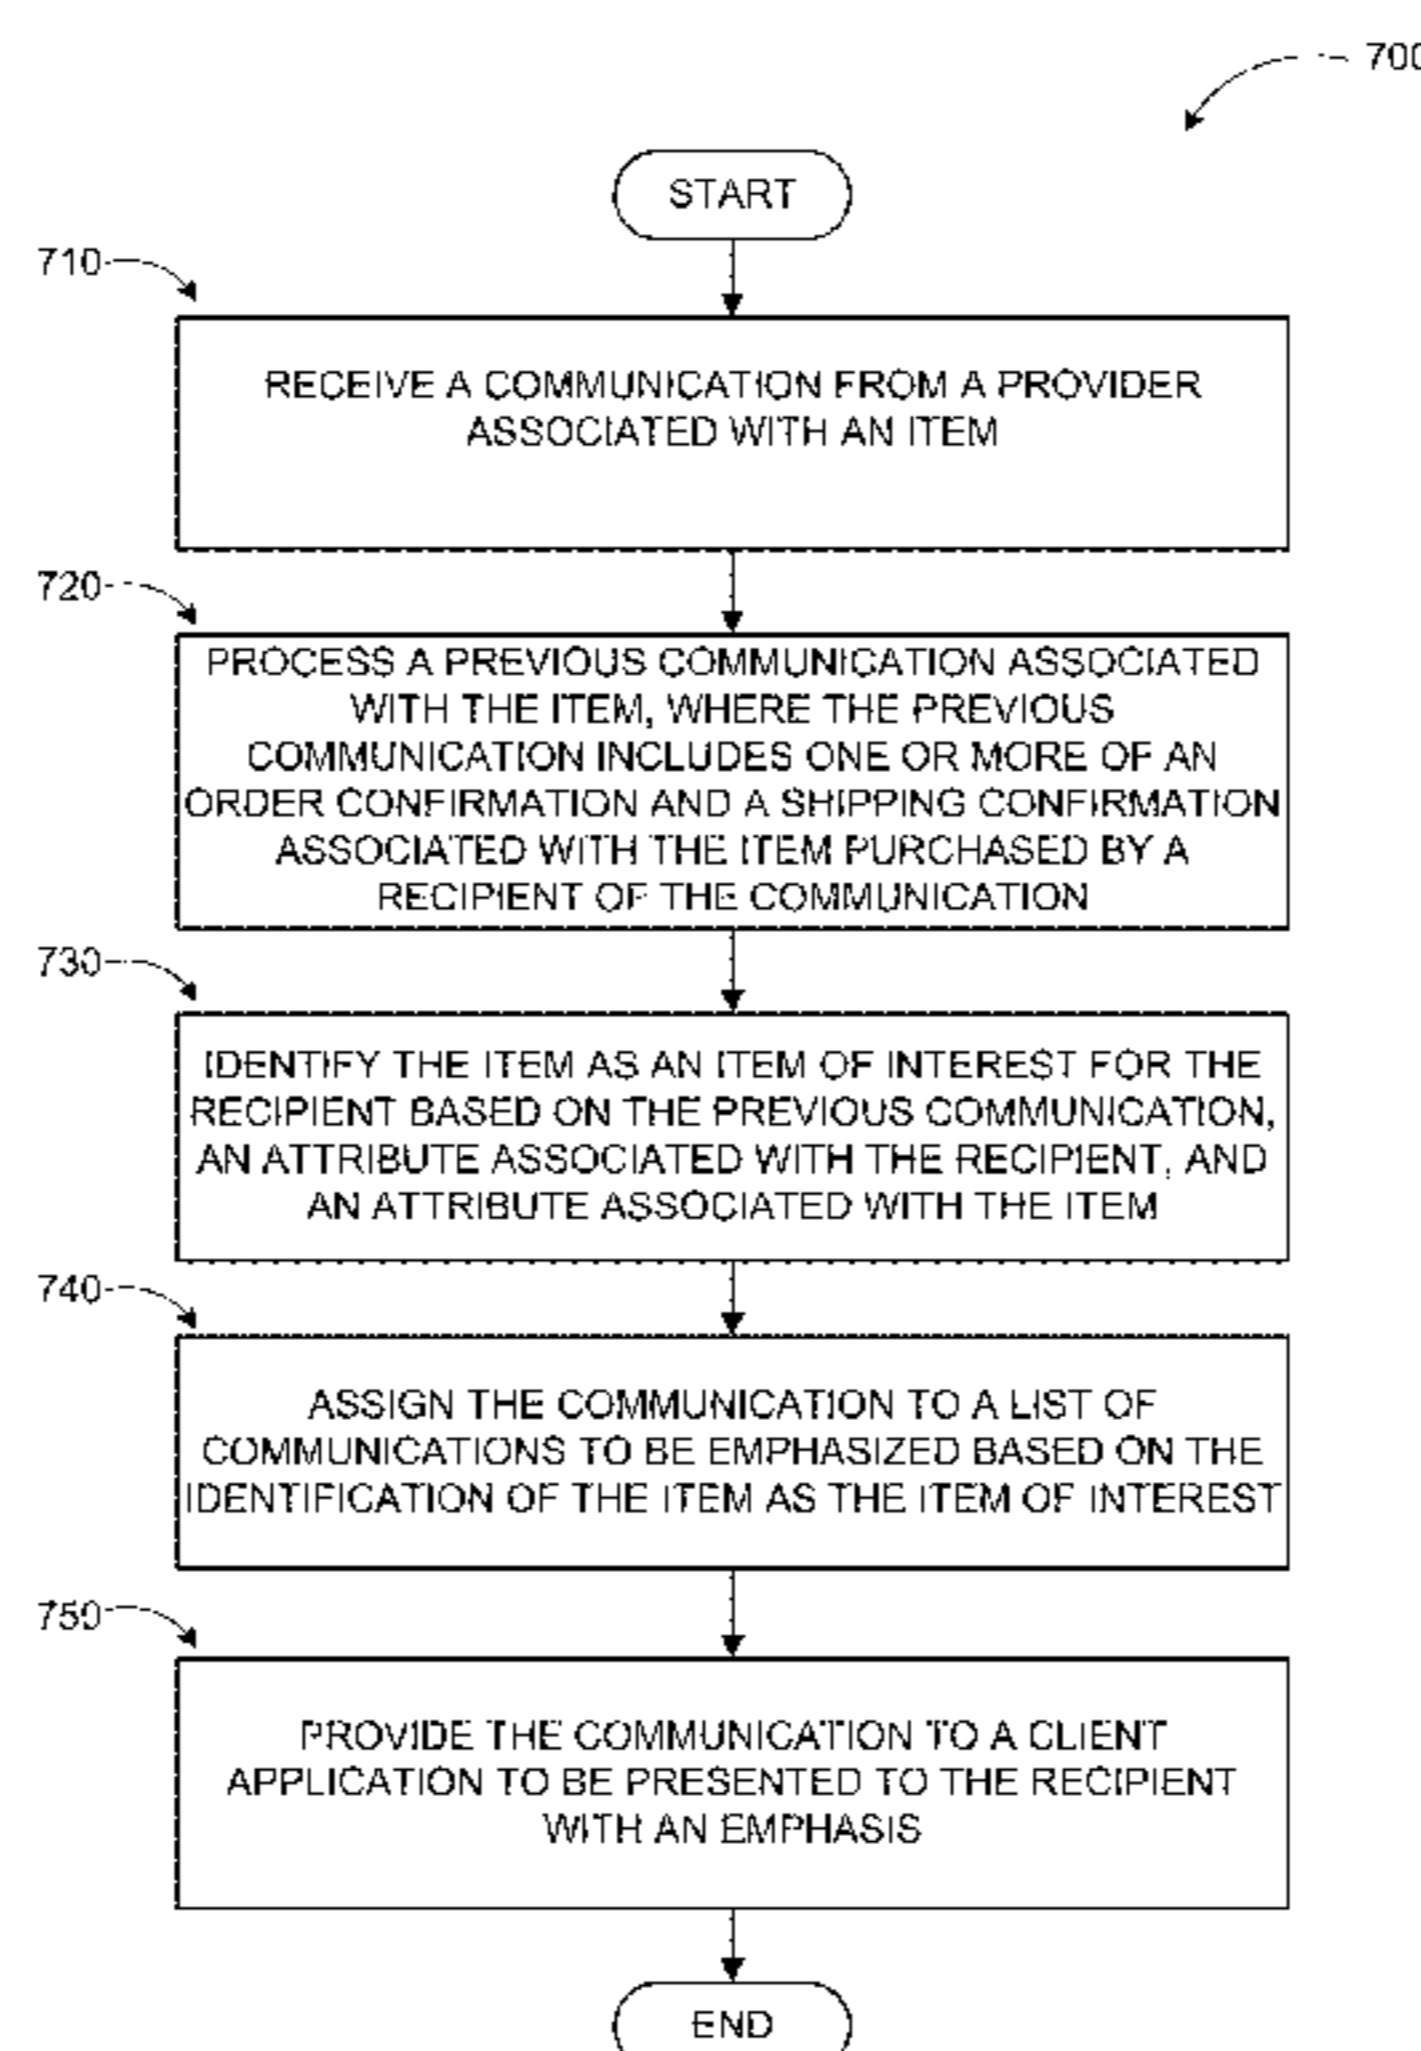 700
START
710
RECEIVE A COMMUNICATION FROM A PROVIDER
ASSOCIATED WITH AN ITEM
720
PROCESS A PREVIOUS COMMUNICATION ASSOCIATED
WITH THE ITEM, WHERE THE PREVIOUS
COMMUNICATION INCLUDES ONE OR MORE OF AN
ORDER CONFIRMATION AND A SHIPPING CONFIRMATION
ASSOCIATED WITH THE ITEM PURCHASED BY A
RECIPIENT OF THE COMMUNICATION
730
IDENTIFY THE ITEM AS AN ITEM OF INTEREST FOR THE
RECIPIENT BASED ON THE PREVIOUS COMMUNICATION,
AN ATTRIBUTE ASSOCIATED WITH THE RECIPIENT, AND
AN ATTRIBUTE ASSOCIATED WITH THE ITEM
740
ASSIGN THE COMMUNICATION TO A LIST OF
COMMUNICATIONS TO BE EMPHASIZED BASED ON THE
IDENTIFICATION OF THE ITEM AS THE ITEM OF INTEREST
750
PROVIDE THE COMMUNICATION TO A CLIENT
APPLICATION TO BE PRESENTED TO THE RECIPIENT
WITH AN EMPHASIS
END